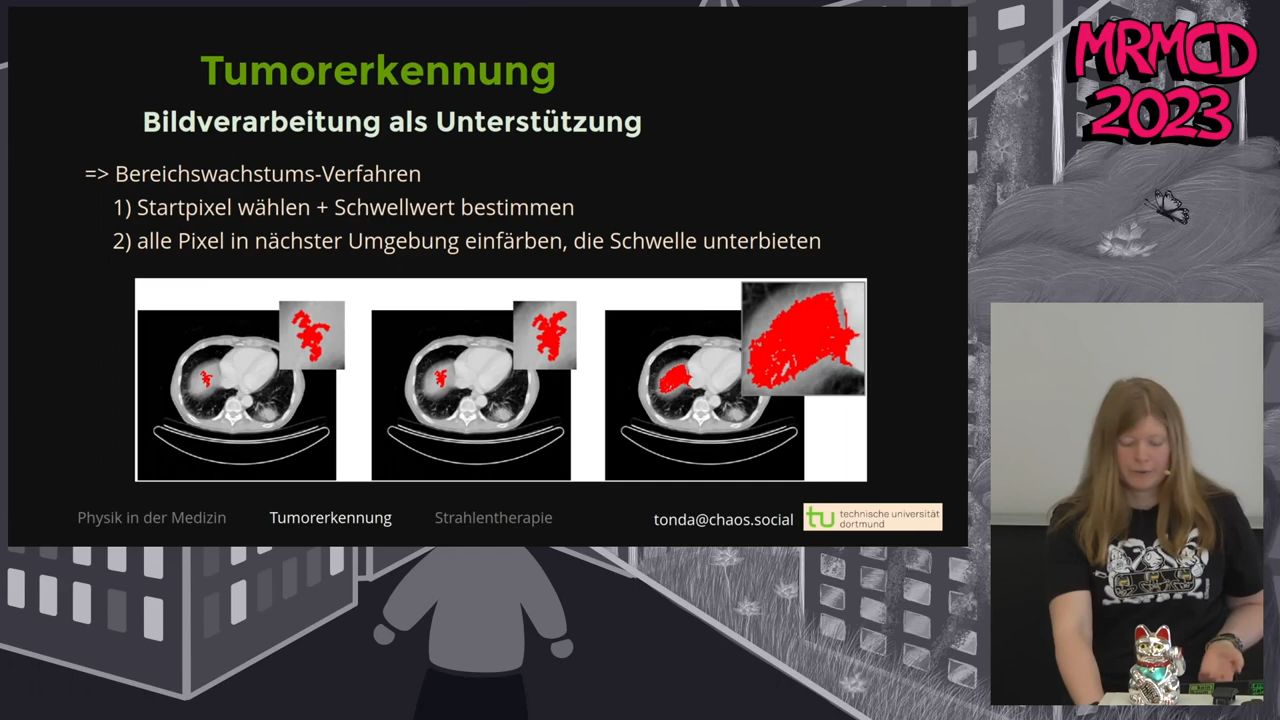 Tumorerkennung
Bildverarbeitung als Unterstützung
=> Bereichswachstums-Verfahren
1) Startpixel wählen + Schwellwert bestimmen
2) alle Pixel in nächster Umgebung einfärben, die Schwelle unterbieten
Physik in der Medizin
Tumorerkennung
Strahlentherapie
tonda@chaos.social
tu technische universität
dortmund
MRMCD
2023